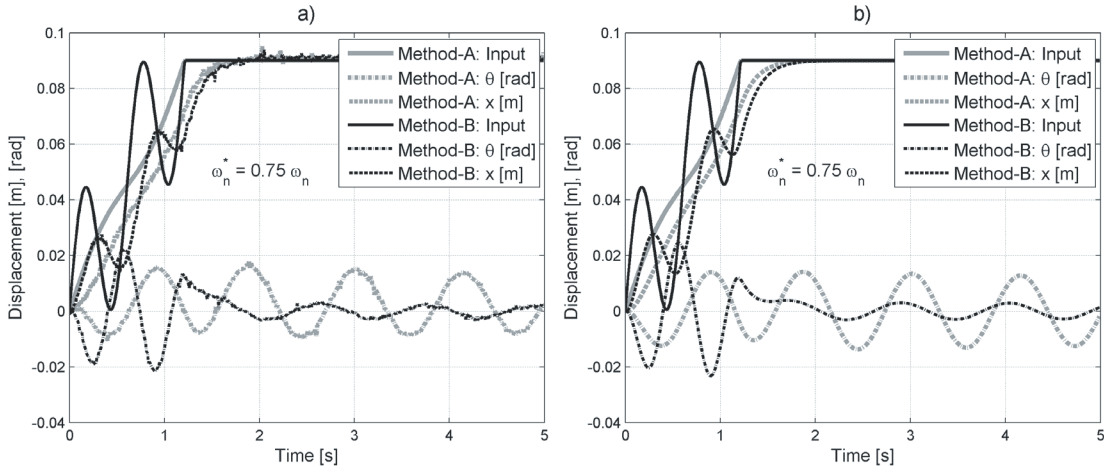 a)
0.1
0.08
0.06
0.04
0.02
0
-0.02
-0.04
Displacement [m], [rad]
0 1 2 3 4 5
Time [s]
Method-A: Input
Method-A: θ [rad]
Method-A: x [m]
Method-B: Input
Method-B: θ [rad]
Method-B: x [m]
ω*n = 0.75 ωn
b)
0.1
0.08
0.06
0.04
0.02
0
-0.02
-0.04
Displacement [m], [rad]
0 1 2 3 4 5
Time [s]
Method-A: Input
Method-A: θ [rad]
Method-A: x [m]
Method-B: Input
Method-B: θ [rad]
Method-B: x [m]
ω*n = 0.75 ωn